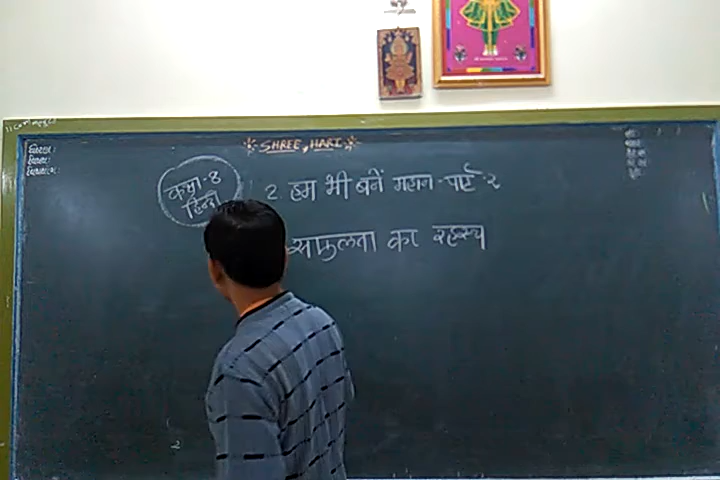 SHREE HARI
कक्षा-8
हिन्दी
2. हम भी बनें महान - पाठ-2
सफलता का रहस्य